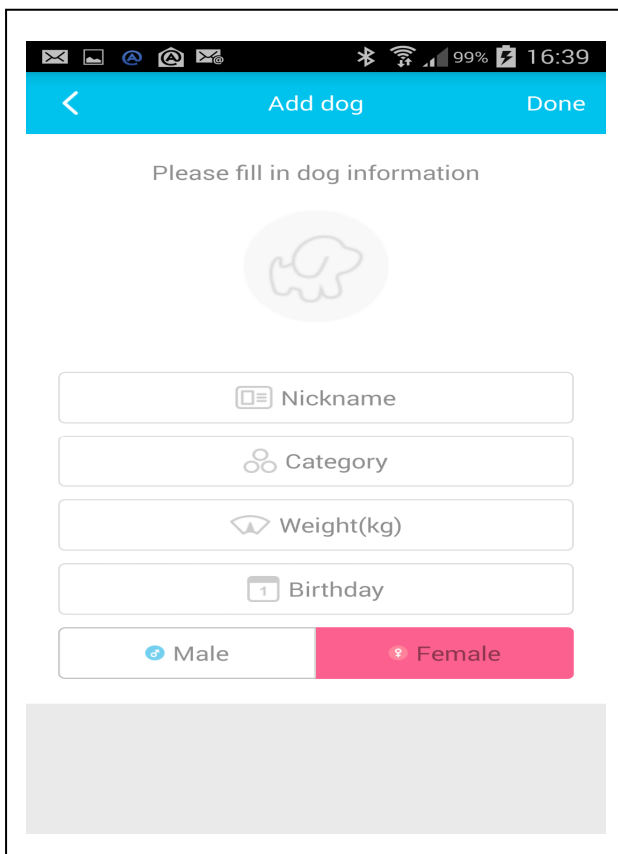 99% 16:39
Add dog Done
Please fill in dog information
Nickname
Category
Weight(kg)
1 Birthday
Male Female